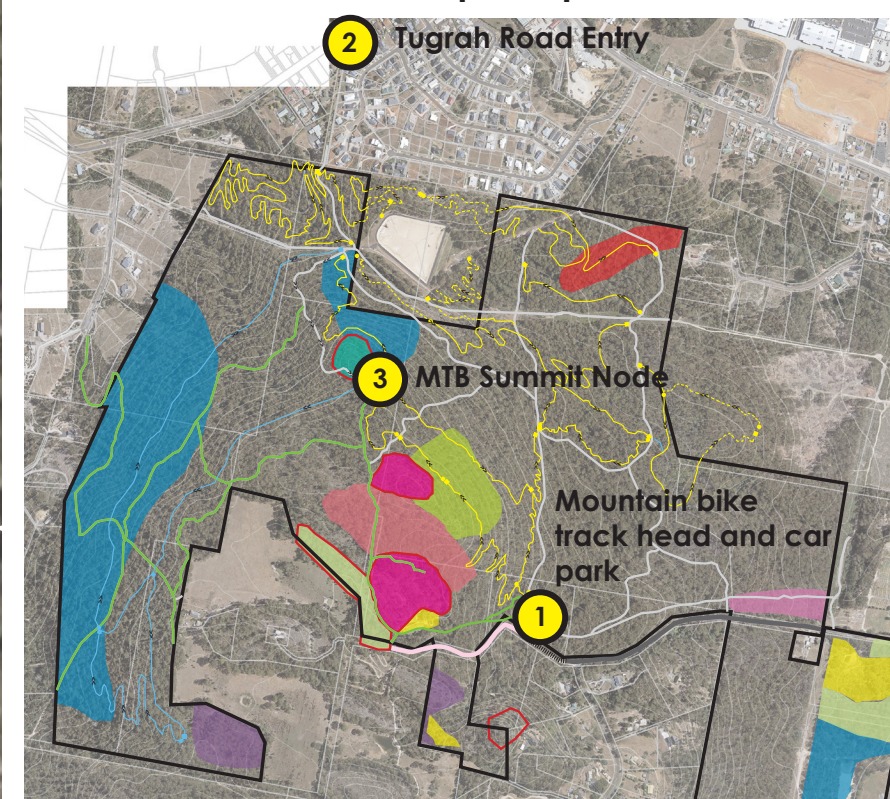 2 Tugrah Road Entry
3 MTB Summit Node
Mountain bike
track head and car
park
1